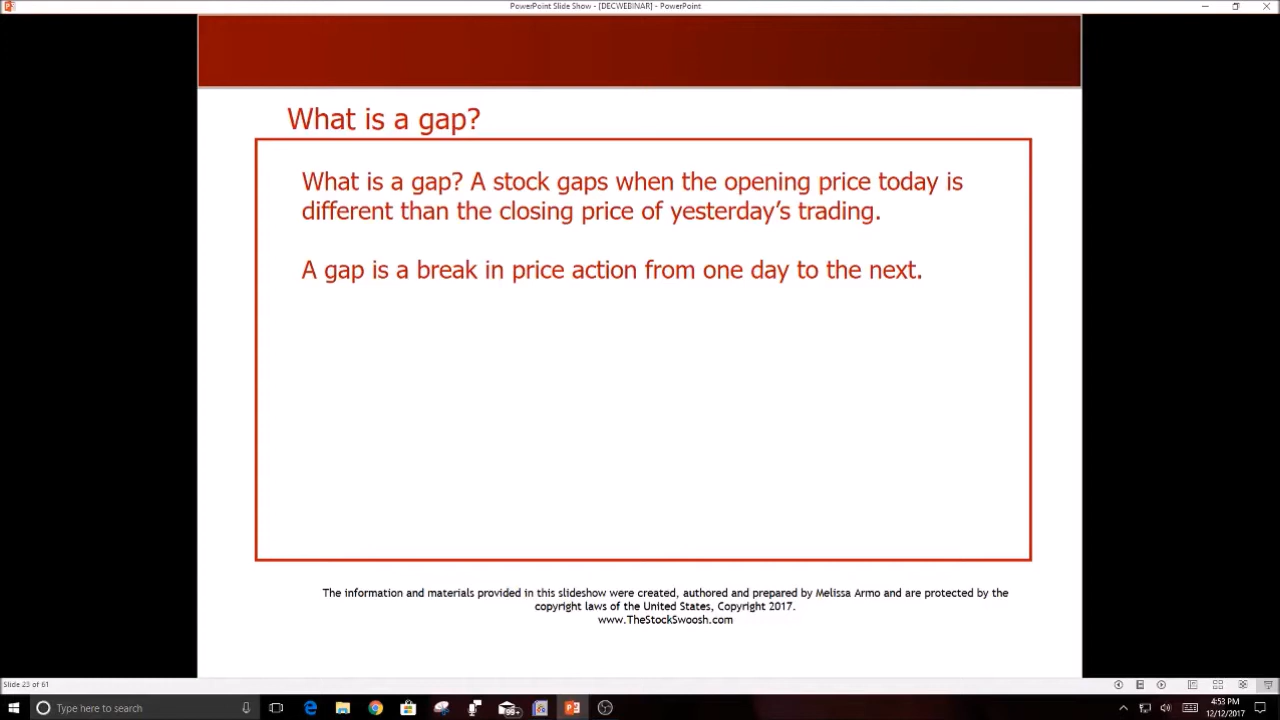 PowerPoint Slide Show - [DECWEBINAR] - PowerPoint
What is a gap?
What is a gap? A stock gaps when the opening price today is
different than the closing price of yesterday’s trading.
A gap is a break in price action from one day to the next.
The information and materials provided in this slideshow were created, authored and prepared by Melissa Armo and are protected by the
copyright laws of the United States, Copyright 2017.
www.TheStockSwoosh.com
Slide 23 of 61
Type here to search
4:53 PM
12/12/2017